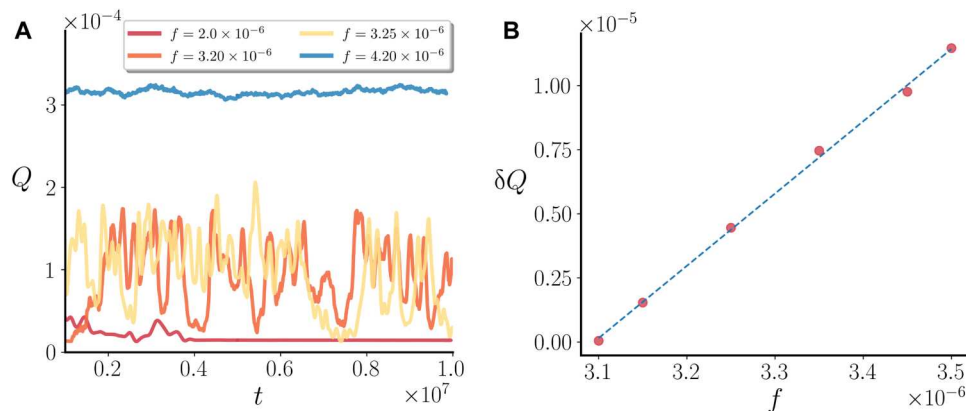 A
×10⁻⁴
f = 2.0 × 10⁻⁶
f = 3.20 × 10⁻⁶
f = 3.25 × 10⁻⁶
f = 4.20 × 10⁻⁶
3
2
1
0
Q
0.2
0.4
0.6
0.8
1.0
t
×10⁷
B
×10⁻⁵
1.00
0.75
0.50
0.25
0.00
δQ
3.1
3.2
3.3
3.4
3.5
f
×10⁻⁶